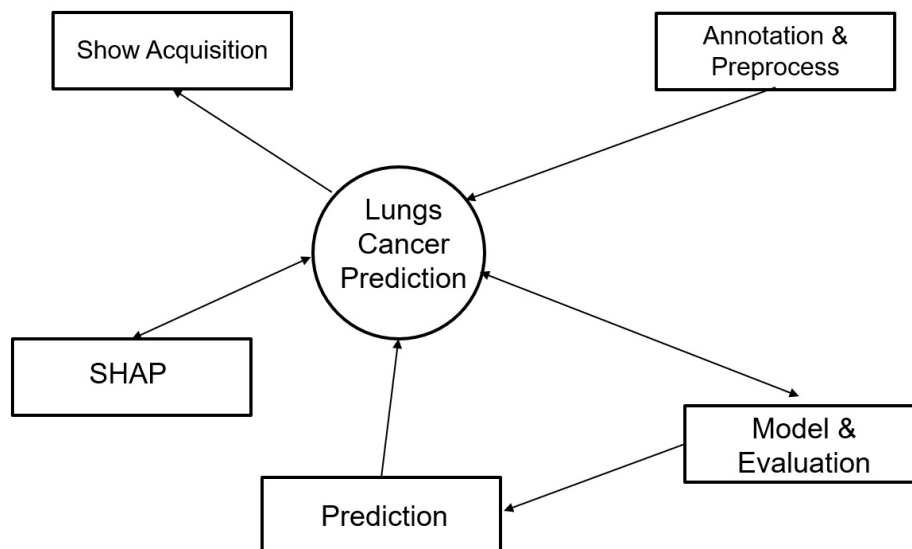 Show Acquisition
Annotation &
Preprocess
Lungs
Cancer
Prediction
SHAP
Model &
Evaluation
Prediction